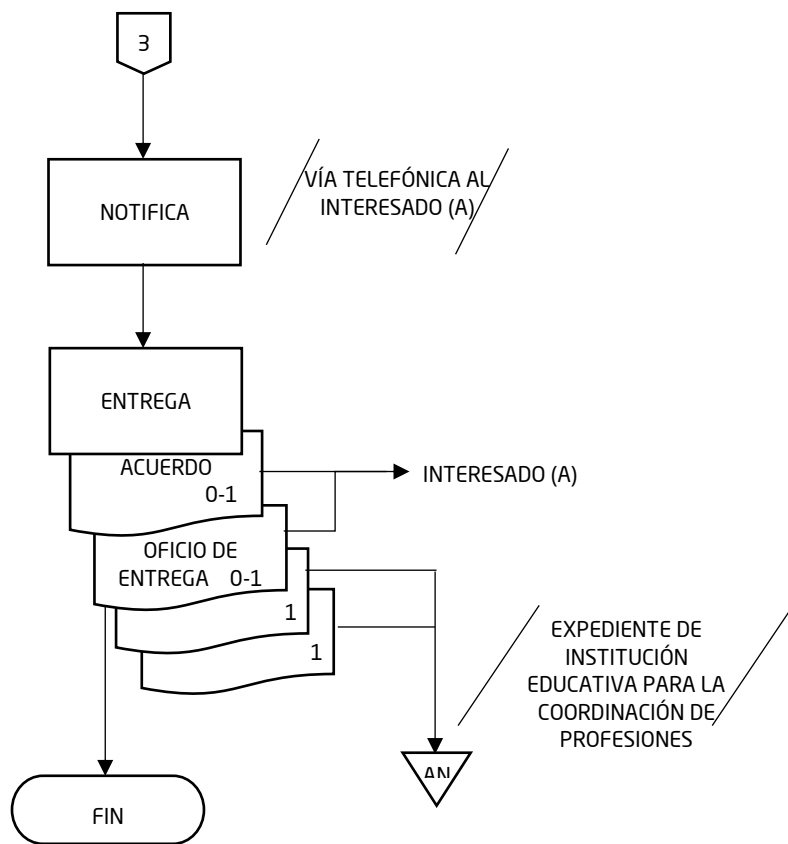 3
NOTIFICA
VÍA TELEFÓNICA AL
INTERESADO (A)
ENTREGA
ACUERDO
0-1
INTERESADO (A)
OFICIO DE
ENTREGA 0-1
1
1
EXPEDIENTE DE
INSTITUCIÓN
EDUCATIVA PARA LA
COORDINACIÓN DE
PROFESIONES
AN
FIN